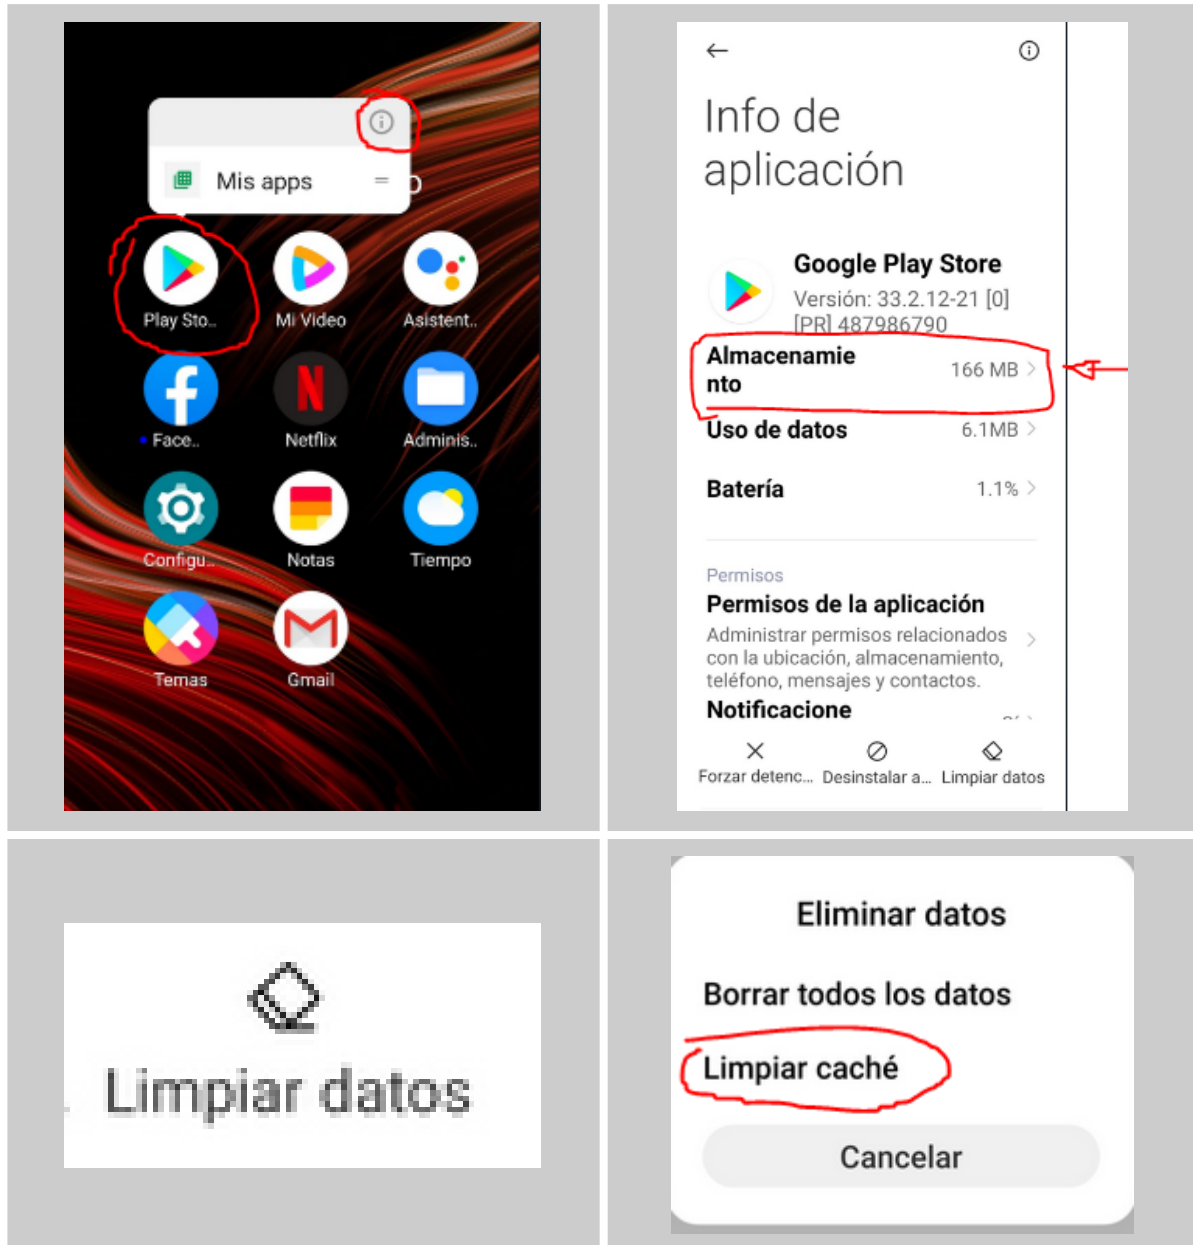 Mis apps
Play Sto..
Mi Video
Asistent..
Face..
Netflix
Adminis..
Configu..
Notas
Tiempo
Temas
Gmail
Info de
aplicación
Google Play Store
Versión: 33.2.12-21 [0]
[PR] 487986790
Almacenamie
nto
166 MB
Uso de datos
6.1MB
Batería
1.1%
Permisos
Permisos de la aplicación
Administrar permisos relacionados
con la ubicación, almacenamiento,
teléfono, mensajes y contactos.
Notificacione
Forzar detenc...
Desinstalar a...
Limpiar datos
Limpiar datos
Eliminar datos
Borrar todos los datos
Limpiar caché
Cancelar